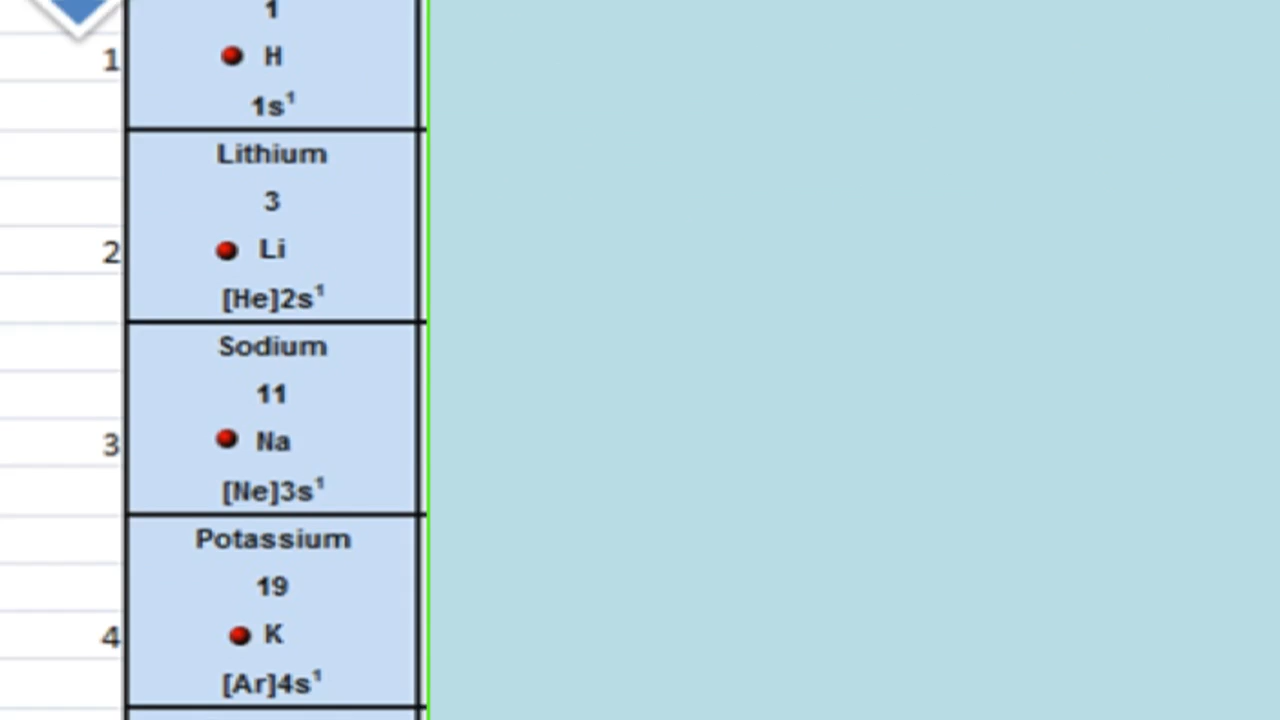 1
1 H
1s¹
Lithium
3
2 Li
[He]2s¹
Sodium
11
3 Na
[Ne]3s¹
Potassium
19
4 K
[Ar]4s¹